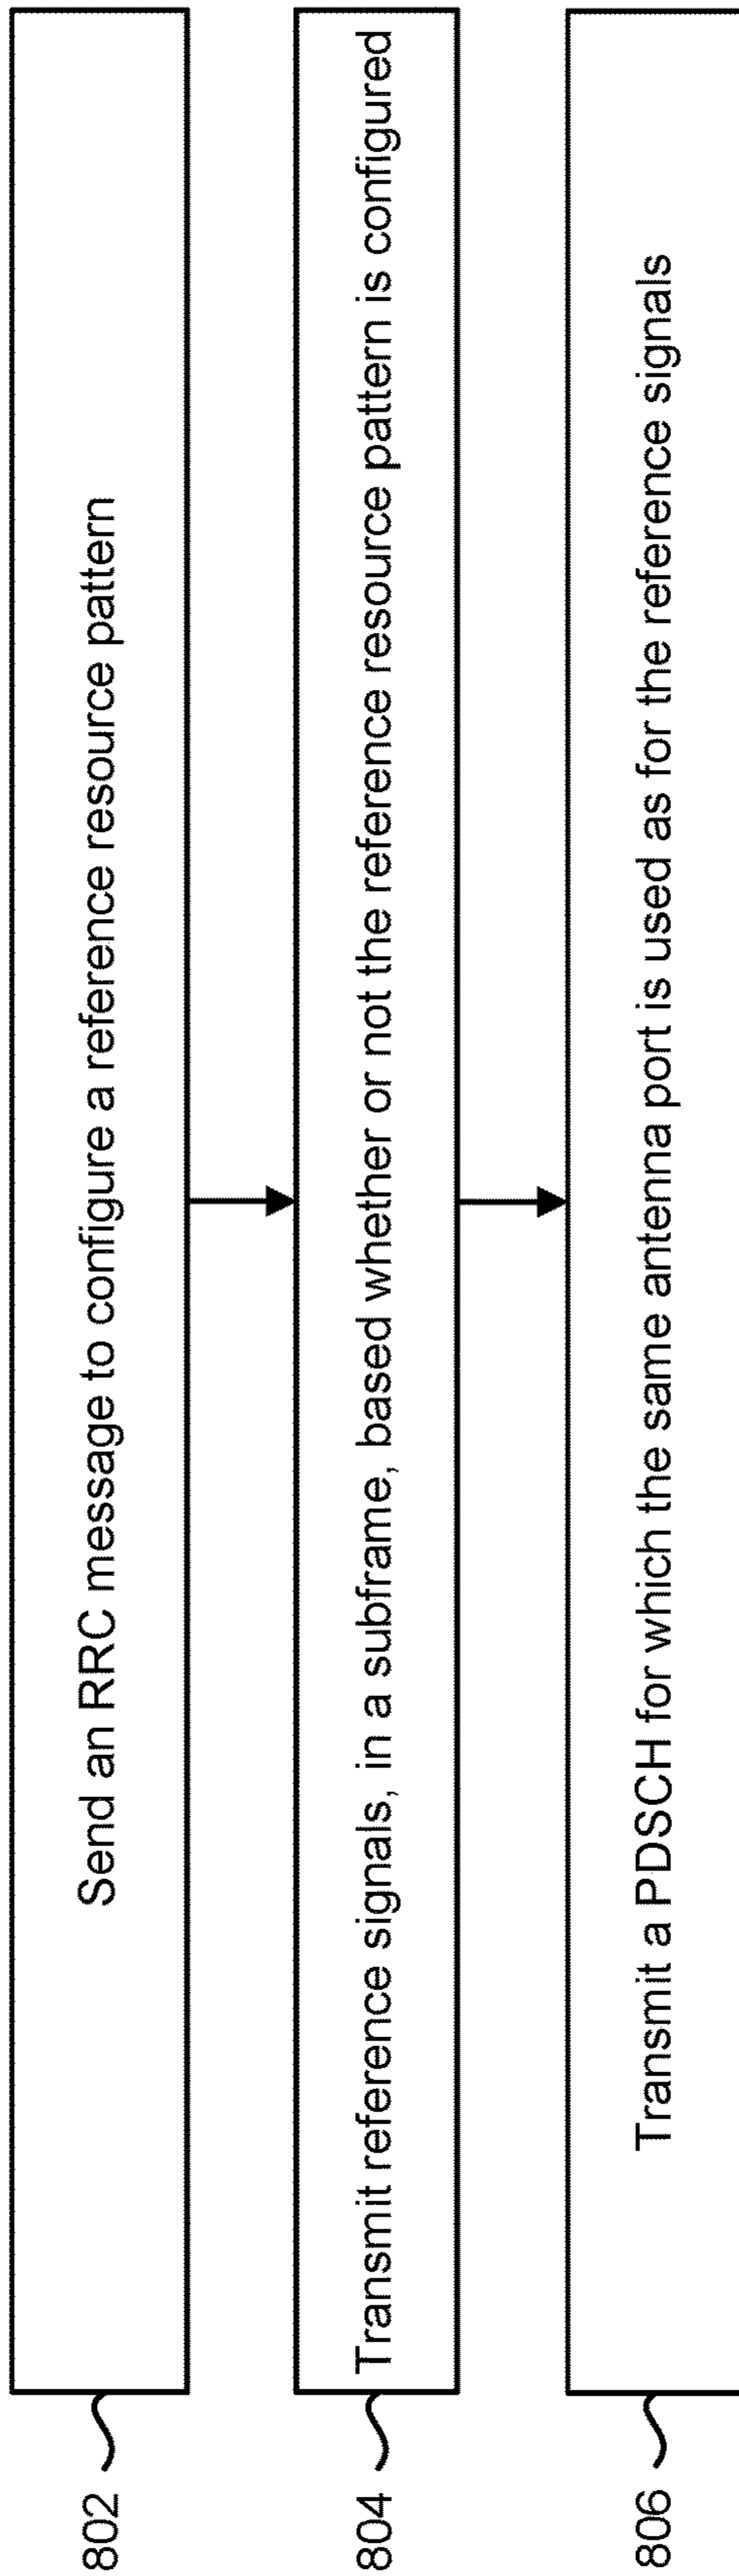 802
Send an RRC message to configure a reference resource pattern
804
Transmit reference signals, in a subframe, based whether or not the reference resource pattern is configured
806
Transmit a PDSCH for which the same antenna port is used as for the reference signals